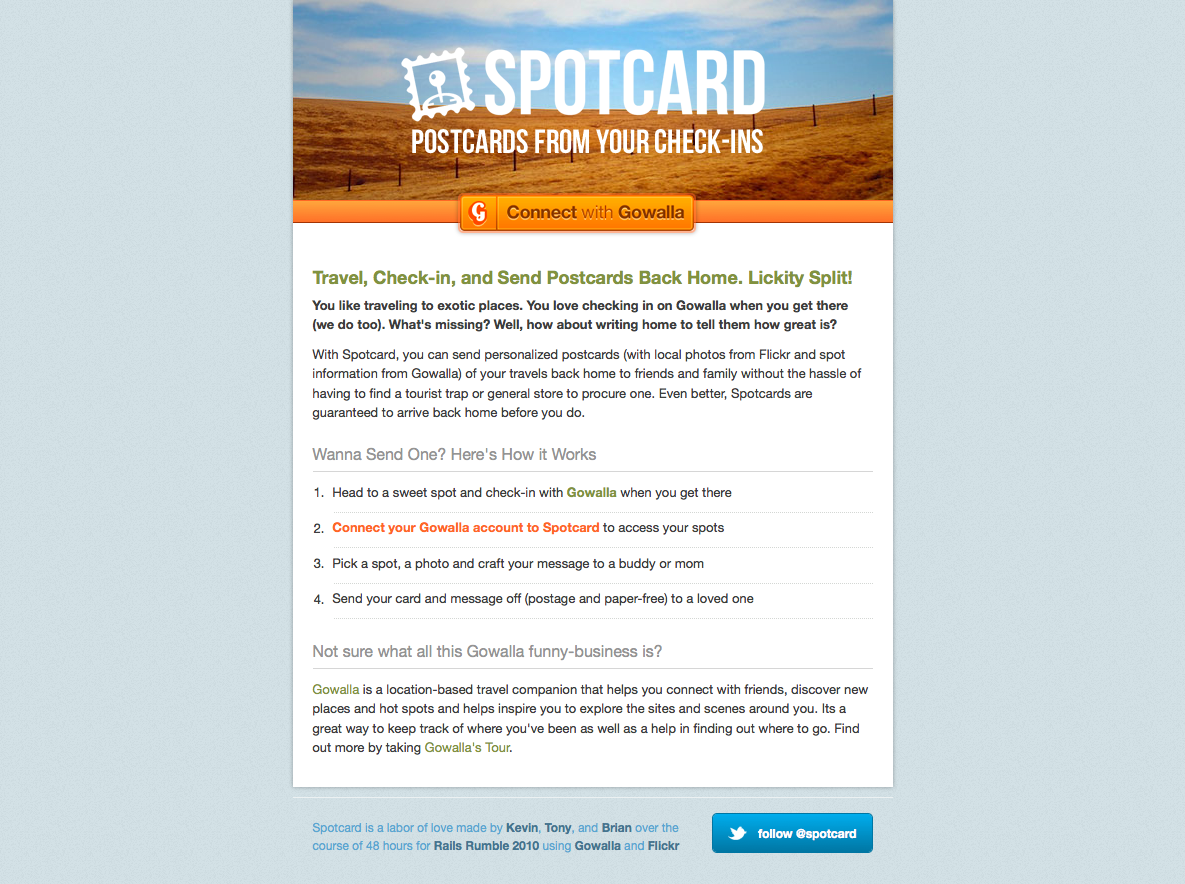 SPOTCARD
POSTCARDS FROM YOUR CHECK-INS
Connect with Gowalla
Travel, Check-in, and Send Postcards Back Home. Lickity Split!
You like traveling to exotic places. You love checking in on Gowalla when you get there
(we do too). What's missing? Well, how about writing home to tell them how great is?
With Spotcard, you can send personalized postcards (with local photos from Flickr and spot
information from Gowalla) of your travels back home to friends and family without the hassle of
having to find a tourist trap or general store to procure one. Even better, Spotcards are
guaranteed to arrive back home before you do.
Wanna Send One? Here's How it Works
1. Head to a sweet spot and check-in with Gowalla when you get there
2. Connect your Gowalla account to Spotcard to access your spots
3. Pick a spot, a photo and craft your message to a buddy or mom
4. Send your card and message off (postage and paper-free) to a loved one
Not sure what all this Gowalla funny-business is?
Gowalla is a location-based travel companion that helps you connect with friends, discover new
places and hot spots and helps inspire you to explore the sites and scenes around you. Its a
great way to keep track of where you've been as well as a help in finding out where to go. Find
out more by taking Gowalla's Tour.
Spotcard is a labor of love made by Kevin, Tony, and Brian over the
course of 48 hours for Rails Rumble 2010 using Gowalla and Flickr
follow @spotcard